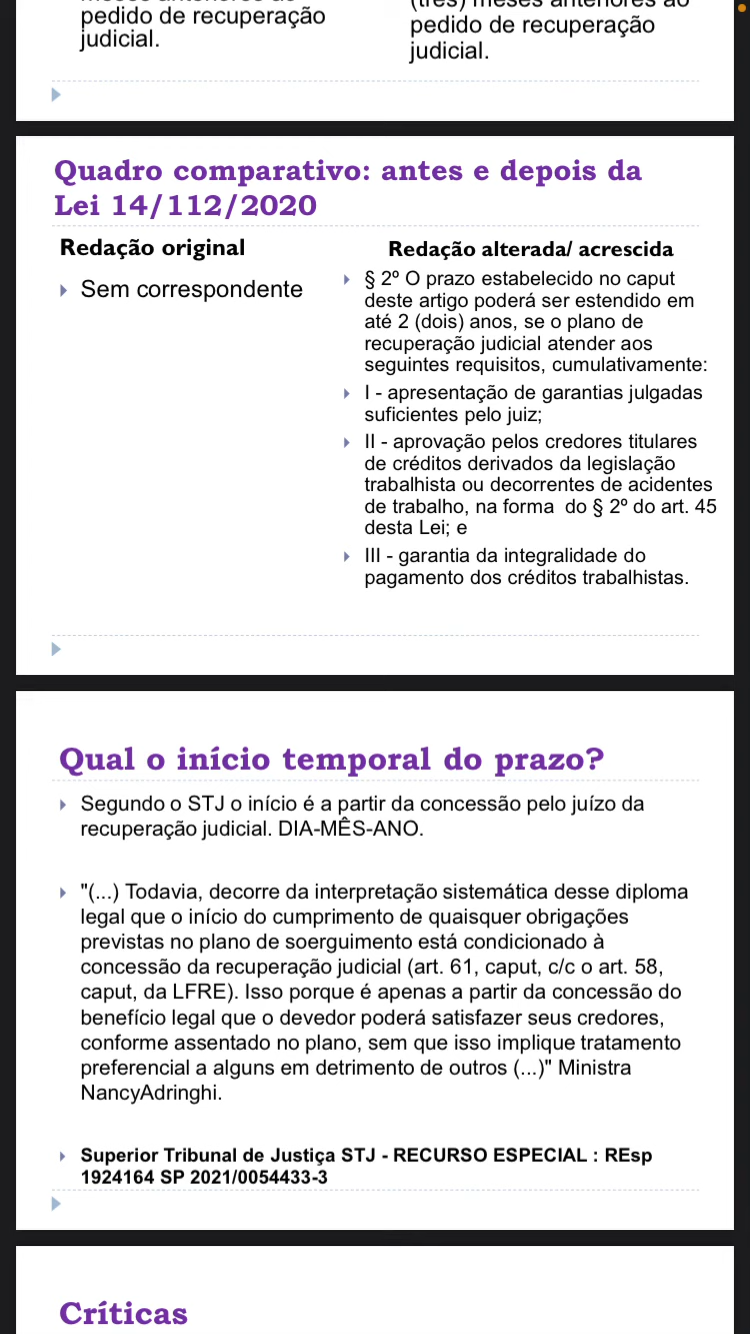 pedido de recuperação
judicial.
(três) meses anteriores ao
pedido de recuperação
judicial.
Quadro comparativo: antes e depois da
Lei 14/112/2020
Redação original
Sem correspondente
Redação alterada/ acrescida
§ 2º O prazo estabelecido no caput
deste artigo poderá ser estendido em
até 2 (dois) anos, se o plano de
recuperação judicial atender aos
seguintes requisitos, cumulativamente:
I - apresentação de garantias julgadas
suficientes pelo juiz;
II - aprovação pelos credores titulares
de créditos derivados da legislação
trabalhista ou decorrentes de acidentes
de trabalho, na forma do § 2º do art. 45
desta Lei; e
III - garantia da integralidade do
pagamento dos créditos trabalhistas.
Qual o início temporal do prazo?
Segundo o STJ o início é a partir da concessão pelo juízo da
recuperação judicial. DIA-MÊS-ANO.
"(...) Todavia, decorre da interpretação sistemática desse diploma
legal que o início do cumprimento de quaisquer obrigações
previstas no plano de soerguimento está condicionado à
concessão da recuperação judicial (art. 61, caput, c/c o art. 58,
caput, da LFRE). Isso porque é apenas a partir da concessão do
benefício legal que o devedor poderá satisfazer seus credores,
conforme assentado no plano, sem que isso implique tratamento
preferencial a alguns em detrimento de outros (...)" Ministra
NancyAdringhi.
Superior Tribunal de Justiça STJ - RECURSO ESPECIAL : REsp
1924164 SP 2021/0054433-3
Críticas